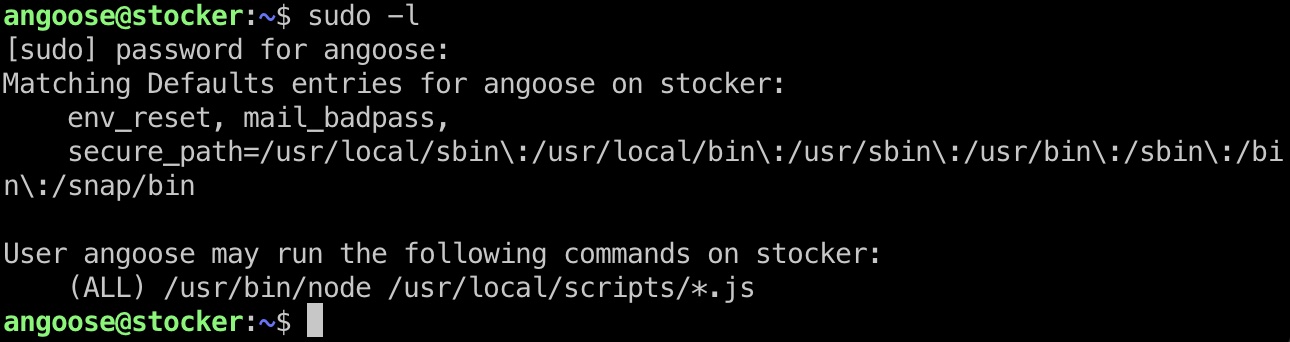 angoose@stocker:~$ sudo -l
[sudo] password for angoose:
Matching Defaults entries for angoose on stocker:
    env_reset, mail_badpass,
    secure_path=/usr/local/sbin\:/usr/local/bin\:/usr/sbin\:/usr/bin\:/sbin\:/bi
n\:/snap/bin

User angoose may run the following commands on stocker:
    (ALL) /usr/bin/node /usr/local/scripts/*.js
angoose@stocker:~$